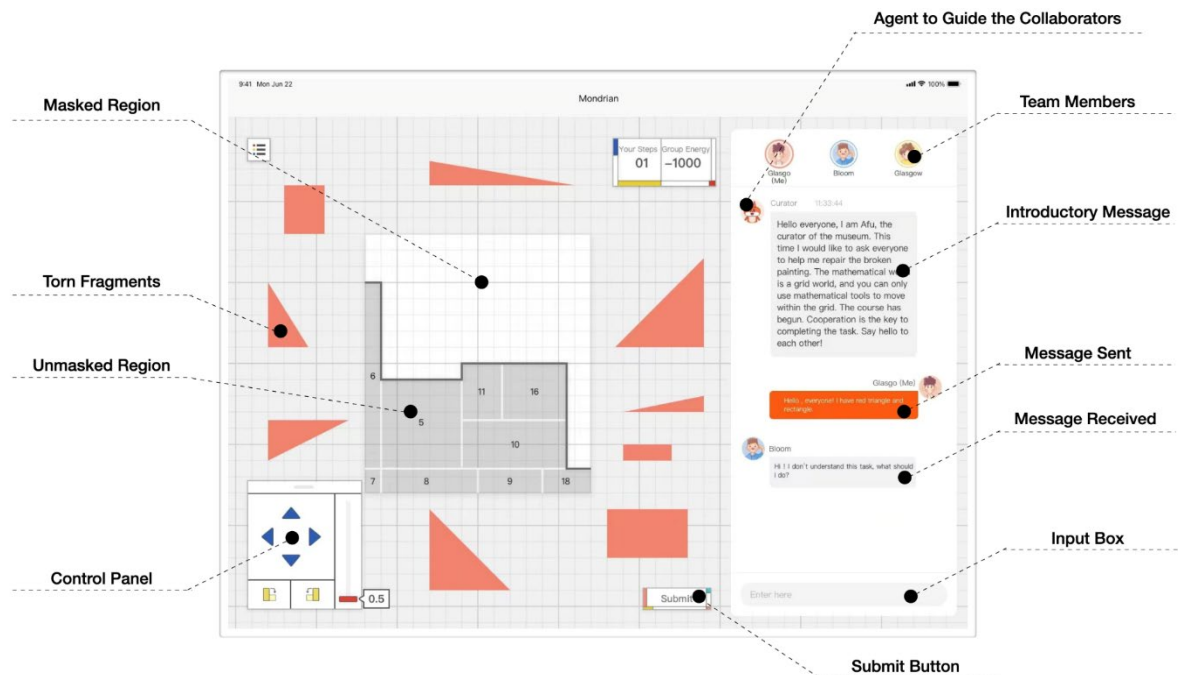 Agent to Guide the Collaborators
9:41 Mon Jun 22
100%
Mondrian
Masked Region
Team Members
Your Steps
01
Group Energy
-1000
Glasgo
(Me)
Bloom
Glasgow
Curator 11:32:44
Introductory Message
Hello everyone, I am Afu, the
curator of the museum. This
time I would like to ask everyone
to help me repair the broken
painting. The mathematical
is a grid world, and you can only
use mathematical tools to move
within the grid. The course has
begun. Cooperation is the key to
completing the task. Say hello to
each other!
Torn Fragments
Unmasked Region
6
11
16
5
10
7
8
9
18
Message Sent
Glasgo (Me)
Hello , everyone! I have red triangle and
rectangle.
Message Received
Bloom
Hi ! I don't understand this task, what should
I do?
Control Panel
0.5
Input Box
Enter here
Submit
Submit Button